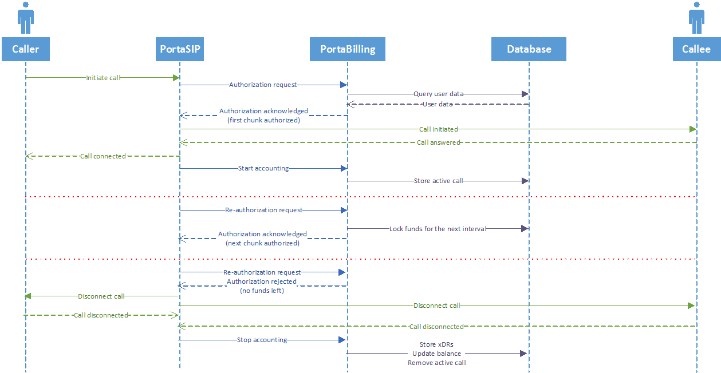 Caller
PortaSIP
PortaBilling
Database
Callee
Initiate call
Authorization request
Query user data
User data
Authorization acknowledged
(first chunk authorized)
Call initiated
Call answered
Call connected
Start accounting
Store active call
Re-authorization request
Lock funds for the next interval
Authorization acknowledged
(next chunk authorized)
Re-authorization request
Authorization rejected
(no funds left)
Disconnect call
Disconnect call
Call disconnected
Call disconnected
Stop accounting
Store xDRs
Update balance
Remove active call